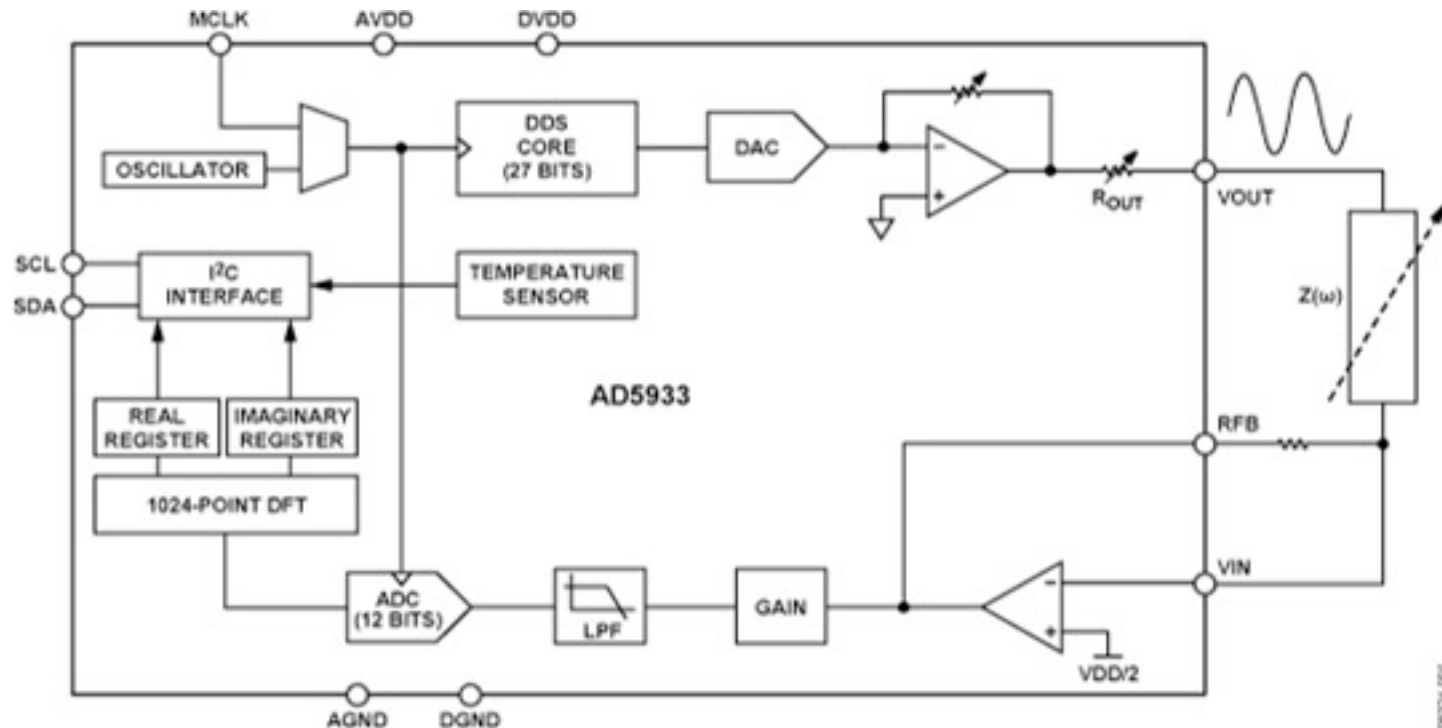 MCLK
AVDD
DVDD
OSCILLATOR
DDS
CORE
(27 BITS)
DAC
−
+
ROUT
VOUT
SCL
SDA
I²C
INTERFACE
TEMPERATURE
SENSOR
Z(ω)
AD5933
REAL
REGISTER
IMAGINARY
REGISTER
RFB
1024-POINT DFT
ADC
(12 BITS)
LPF
GAIN
−
+
VDD/2
VIN
AGND
DGND